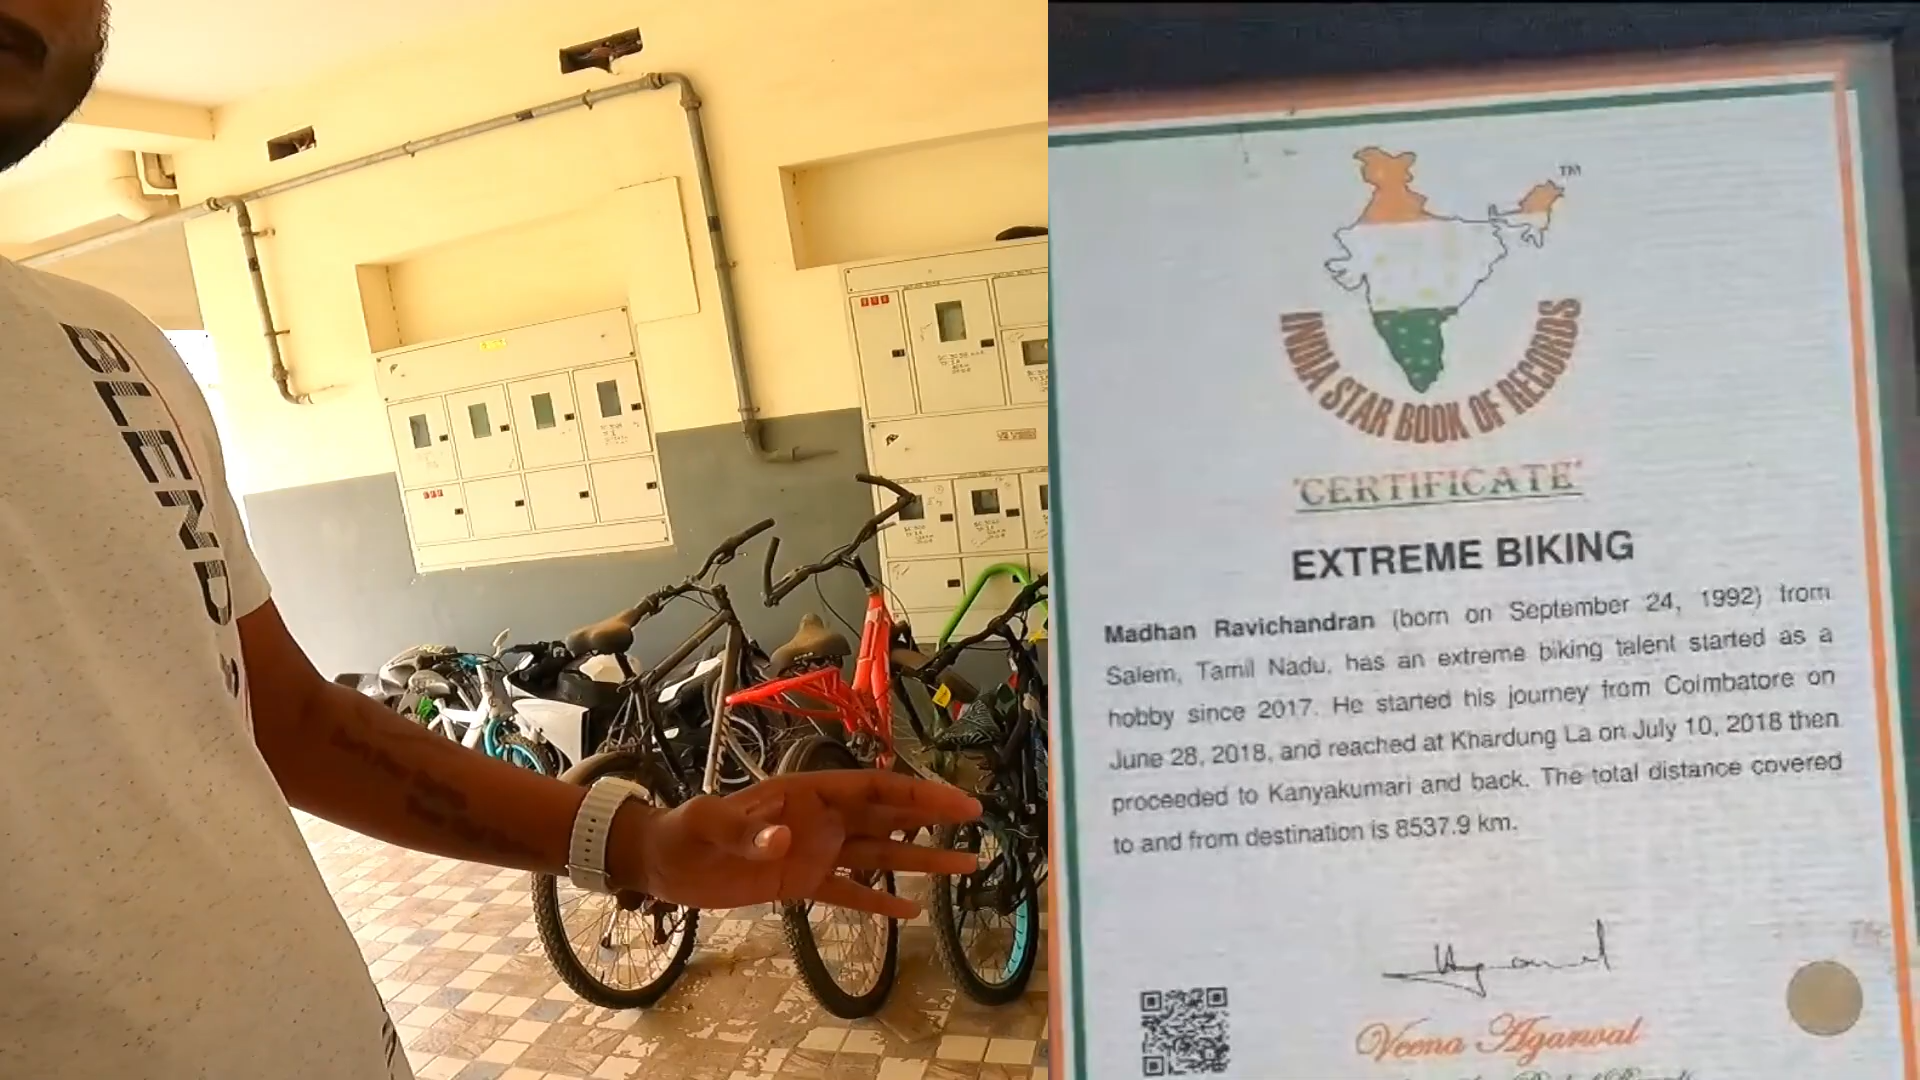 BLEND
TM
INDIA STAR BOOK OF RECORDS
'CERTIFICATE'
EXTREME BIKING
Madhan Ravichandran (born on September 24, 1992) from
Salem, Tamil Nadu, has an extreme biking talent started as a
hobby since 2017. He started his journey from Coimbatore on
June 28, 2018, and reached at Khardung La on July 10, 2018 then
proceeded to Kanyakumari and back. The total distance covered
to and from destination is 8537.9 km.
Veena Agarwal